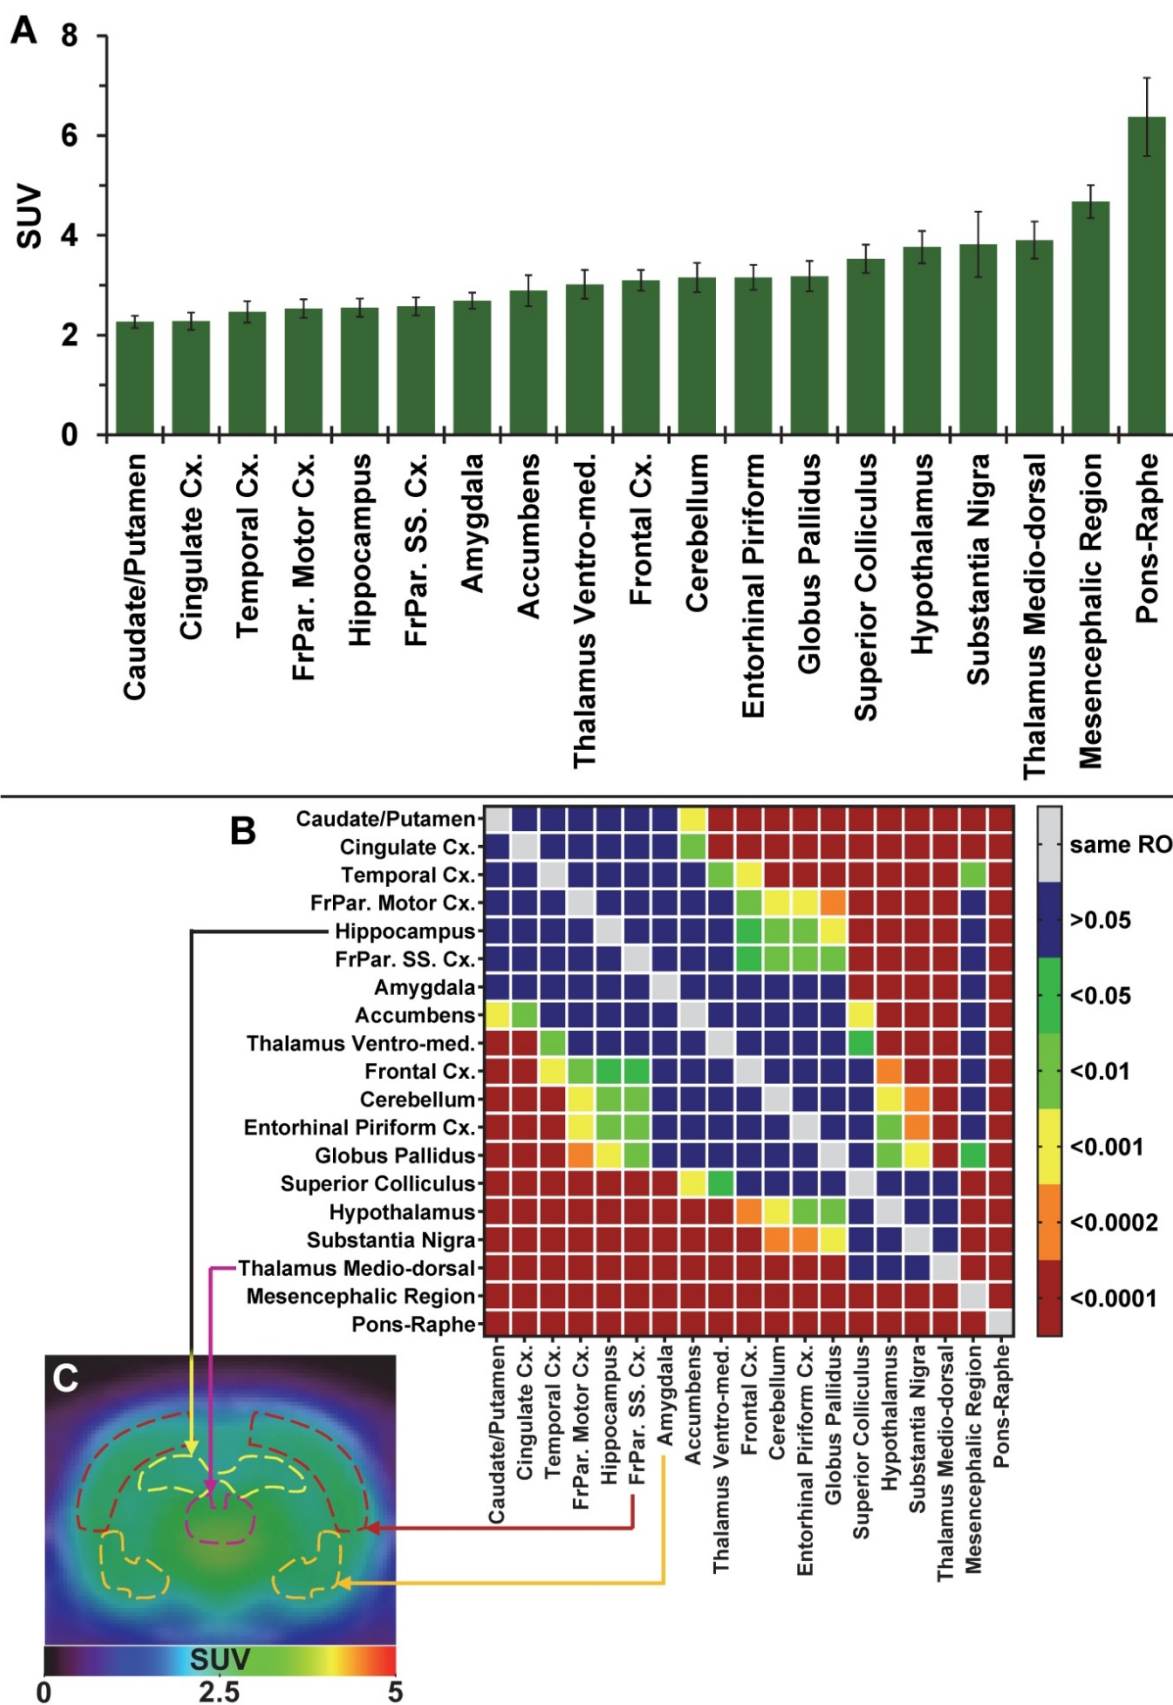 A
8
6
4
2
0
SUV
Caudate/Putamen
Cingulate Cx.
Temporal Cx.
FrPar. Motor Cx.
Hippocampus
FrPar. SS. Cx.
Amygdala
Accumbens
Thalamus Ventro-med.
Frontal Cx.
Cerebellum
Entorhinal Piriform
Globus Pallidus
Superior Colliculus
Hypothalamus
Substantia Nigra
Thalamus Medio-dorsal
Mesencephalic Region
Pons-Raphe
B
Caudate/Putamen
Cingulate Cx.
Temporal Cx.
FrPar. Motor Cx.
Hippocampus
FrPar. SS. Cx.
Amygdala
Accumbens
Thalamus Ventro-med.
Frontal Cx.
Cerebellum
Entorhinal Piriform Cx.
Globus Pallidus
Superior Colliculus
Hypothalamus
Substantia Nigra
Thalamus Medio-dorsal
Mesencephalic Region
Pons-Raphe
same RO
>0.05
<0.05
<0.01
<0.001
<0.0002
<0.0001
Caudate/Putamen
Cingulate Cx.
Temporal Cx.
FrPar. Motor Cx.
Hippocampus
FrPar. SS. Cx.
Amygdala
Accumbens
Thalamus Ventro-med.
Frontal Cx.
Cerebellum
Entorhinal Piriform Cx.
Globus Pallidus
Superior Colliculus
Hypothalamus
Substantia Nigra
Thalamus Medio-dorsal
Mesencephalic Region
Pons-Raphe
C
SUV
0
2.5
5